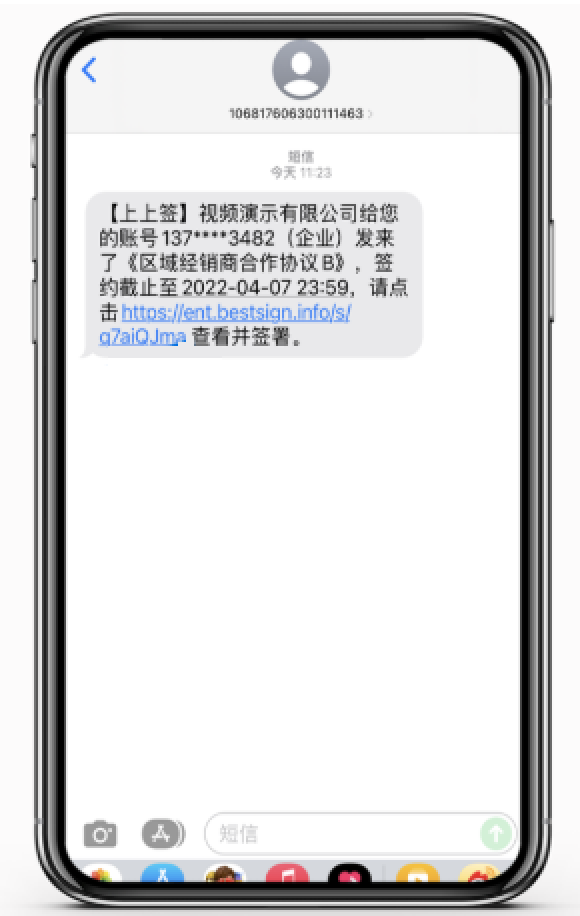 106817606300111463
短信
今天 11:23
【上上签】视频演示有限公司给您
的账号137****3482（企业）发来
了《区域经销商合作协议B》，签
约截止至2022-04-07 23:59，请点
击https://ent.bestsign.info/s/
q7aiQJma 查看并签署。
短信